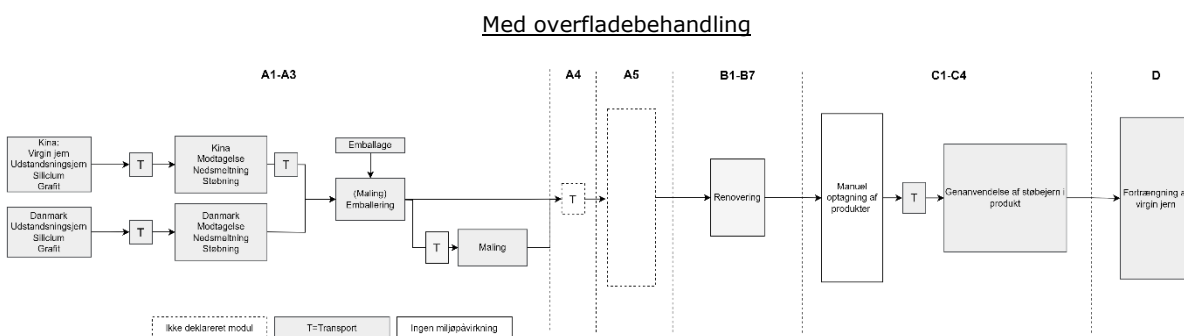 Med overfladebehandling
A1-A3
A4
A5
B1-B7
C1-C4
D
Kina:
Virgin jern
Udstandsningsjern
Silicium
Grafit
T
Kina
Modtagelse
Nedsmeltning
Støbning
T
Emballage
(Maling)
Emballering
Danmark
Udstandsningsjern
Silicium
Grafit
T
Danmark
Modtagelse
Nedsmeltning
Støbning
T
Maling
T
Renovering
Manuel
optagning af
produkter
T
Genanvendelse af støbejern i
produkt
Fortrængning a
virgin jern
Ikke deklareret modul
T=Transport
Ingen miljøpåvirkning